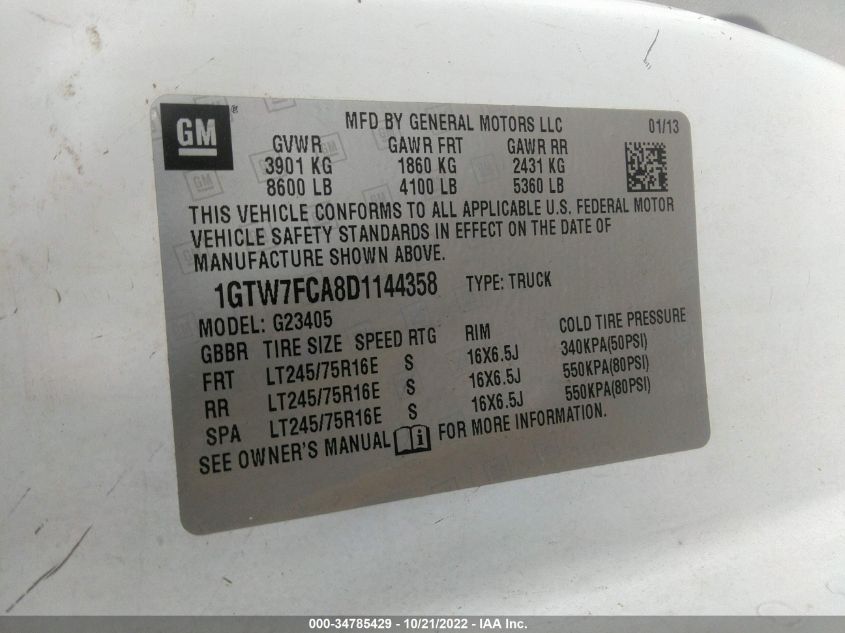 GM ® MFD BY GENERAL MOTORS LLC 01/13
GVWR GAWR FRT GAWR RR
3901 KG 1860 KG 2431 KG
8600 LB 4100 LB 5360 LB
THIS VEHICLE CONFORMS TO ALL APPLICABLE U.S. FEDERAL MOTOR
VEHICLE SAFETY STANDARDS IN EFFECT ON THE DATE OF
MANUFACTURE SHOWN ABOVE.
1GTW7FCA8D1144358 TYPE: TRUCK
MODEL: G23405
GBBR TIRE SIZE SPEED RTG RIM COLD TIRE PRESSURE
FRT LT245/75R16E S 16X6.5J 340KPA(50PSI)
RR LT245/75R16E S 16X6.5J 550KPA(80PSI)
SPA LT245/75R16E S 16X6.5J 550KPA(80PSI)
SEE OWNER'S MANUAL FOR MORE INFORMATION.
000-34785429 - 10/21/2022 - IAA Inc.